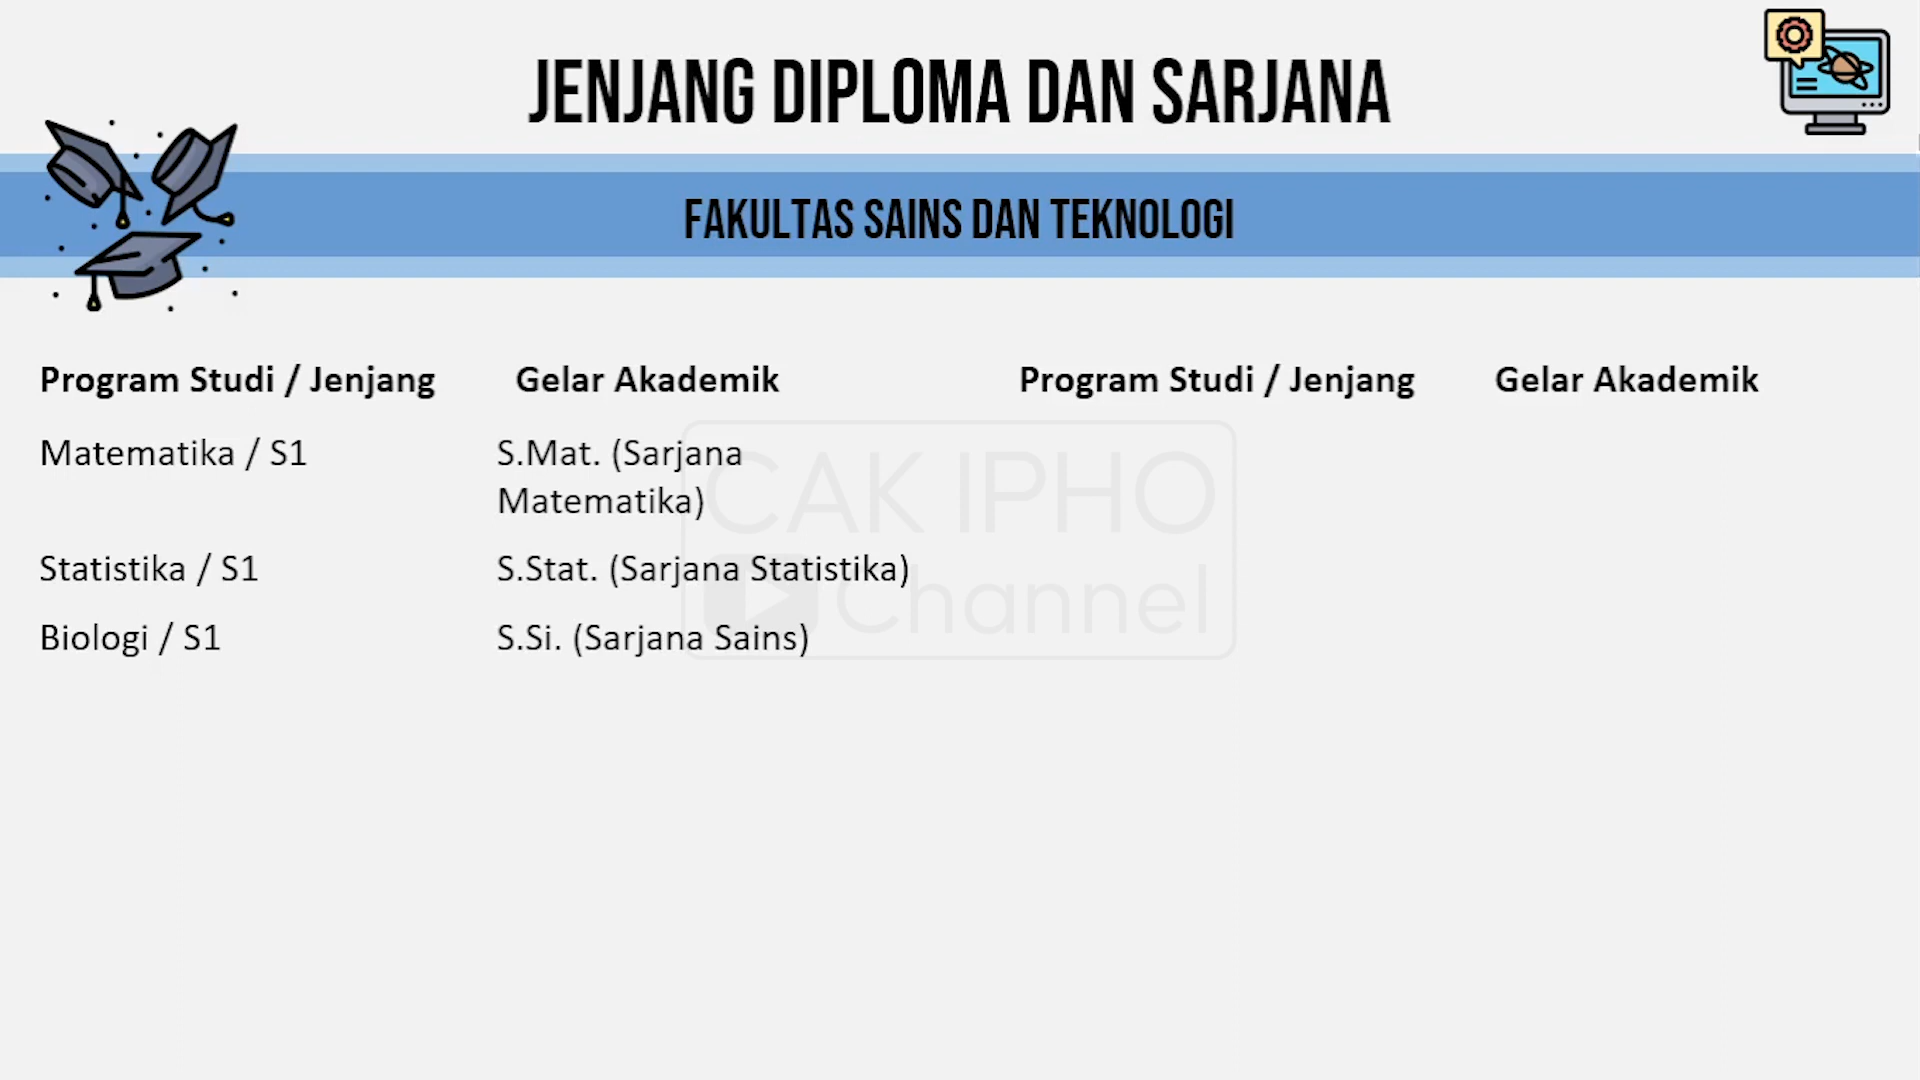 JENJANG DIPLOMA DAN SARJANA
FAKULTAS SAINS DAN TEKNOLOGI
Program Studi / Jenjang Gelar Akademik Program Studi / Jenjang Gelar Akademik
Matematika / S1 S.Mat. (Sarjana
Matematika)
Statistika / S1 S.Stat. (Sarjana Statistika)
Biologi / S1 S.Si. (Sarjana Sains)
CAK IPHO
Channel